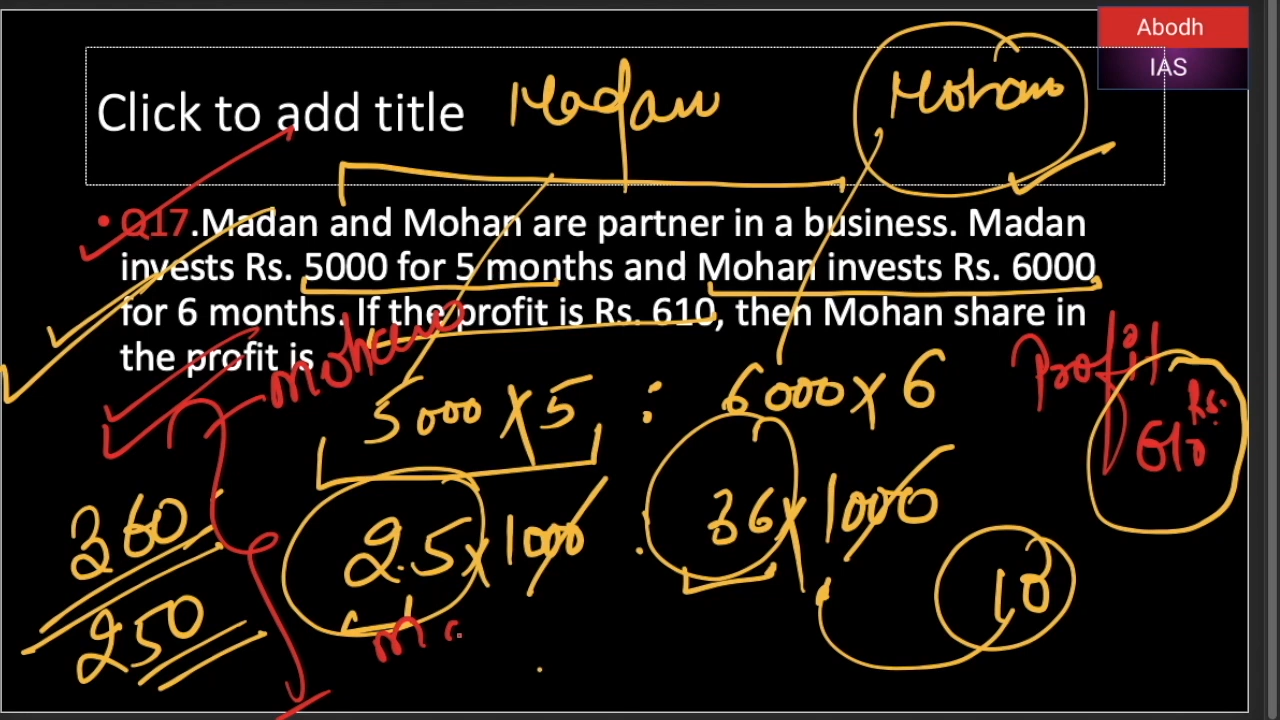 Abodh
IAS
Click to add title Madan Mohan
• Q17.Madan and Mohan are partner in a business. Madan
invests Rs. 5000 for 5 months and Mohan invests Rs. 6000
for 6 months. If the profit is Rs. 610, then Mohan share in
the profit is
Mohan
5000 X 5 : 6000 X 6
Profit
Rs.
610
360
2.5 x 1000 : 36 x 1000
250
10